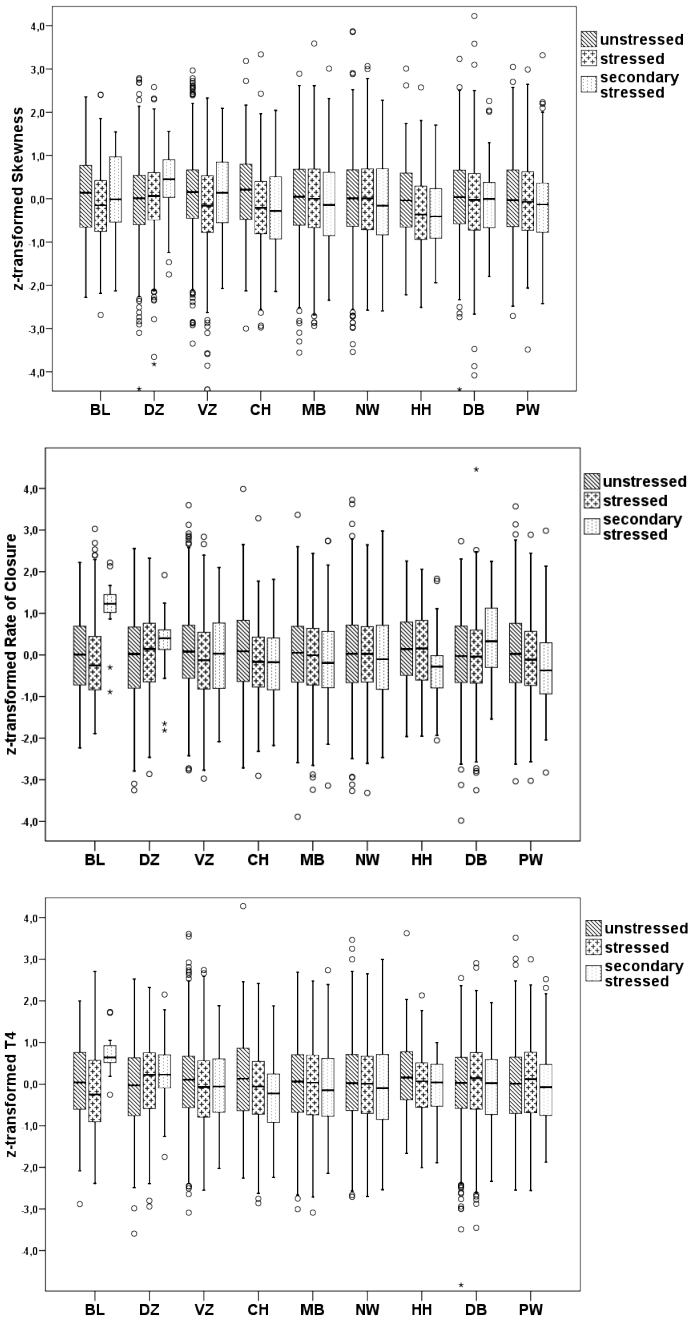 z-transformed Skewness
4,0
3,0
2,0
1,0
0,0
-1,0
-2,0
-3,0
-4,0
BL DZ VZ CH MB NW HH DB PW
unstressed
stressed
secondary
stressed
z-transformed Rate of Closure
4,0
3,0
2,0
1,0
0,0
-1,0
-2,0
-3,0
-4,0
BL DZ VZ CH MB NW HH DB PW
unstressed
stressed
secondary
stressed
z-transformed T4
4,0
3,0
2,0
1,0
0,0
-1,0
-2,0
-3,0
-4,0
BL DZ VZ CH MB NW HH DB PW
unstressed
stressed
secondary
stressed